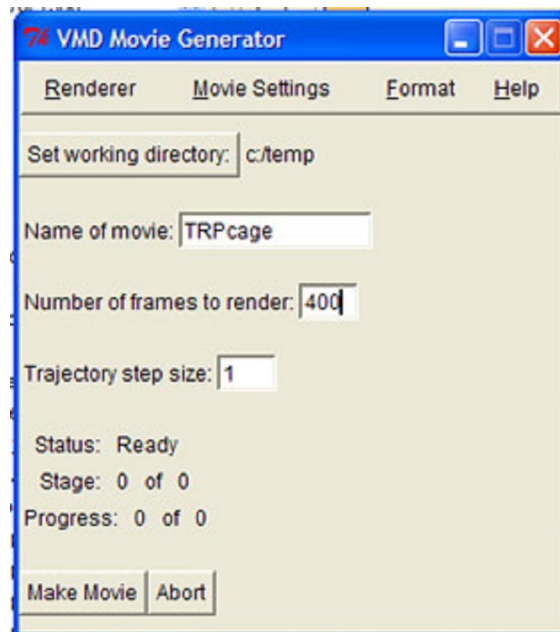 VMD Movie Generator
Renderer Movie Settings Format Help
Set working directory: c:/temp
Name of movie: TRPcage
Number of frames to render: 400
Trajectory step size: 1
Status: Ready
Stage: 0 of 0
Progress: 0 of 0
Make Movie Abort